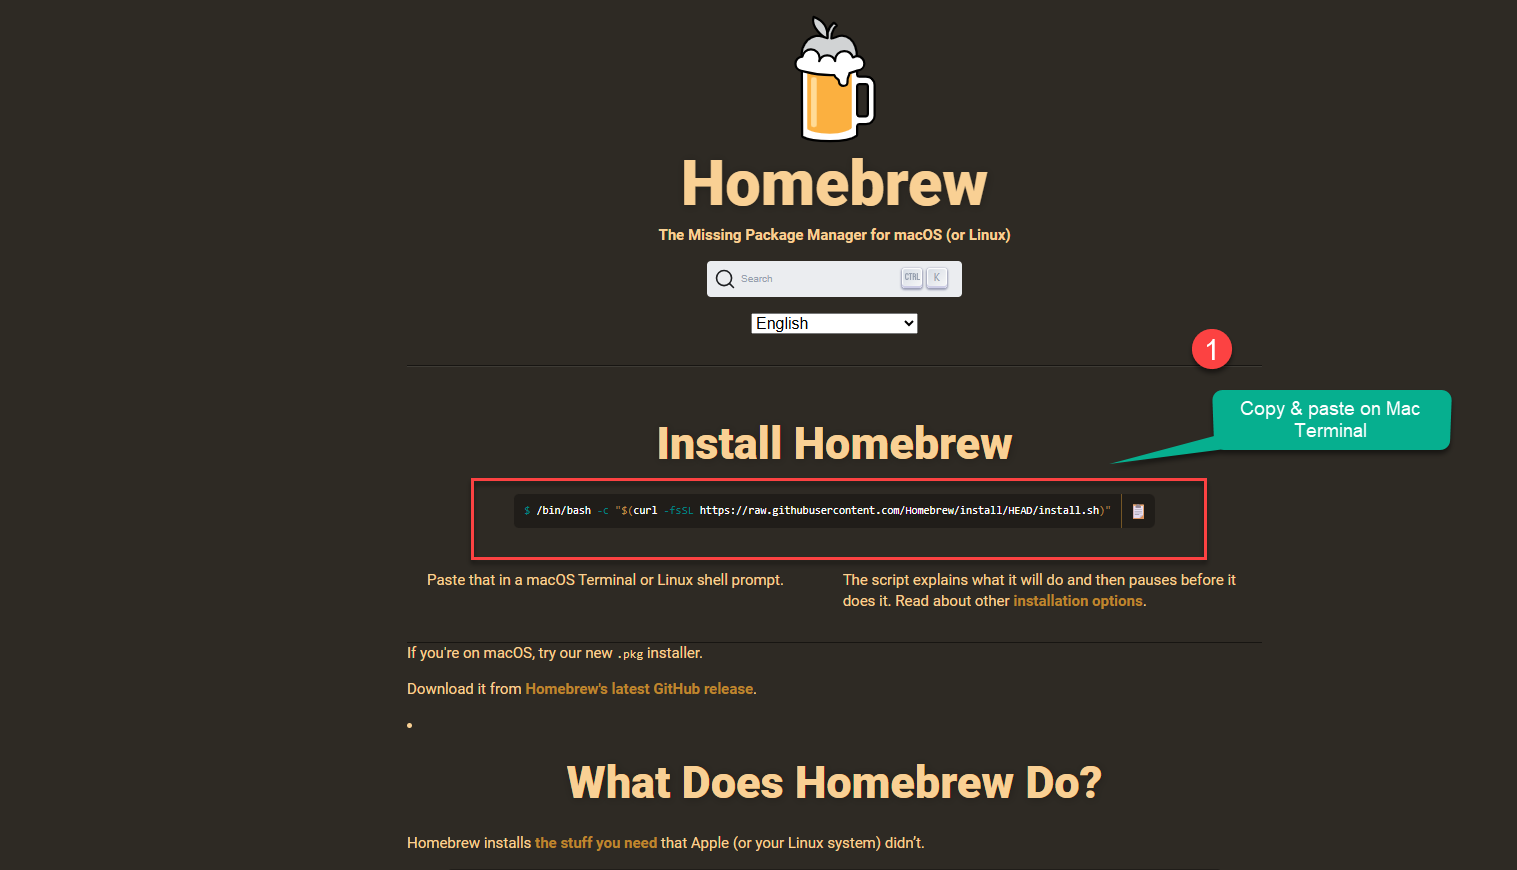 Homebrew
The Missing Package Manager for macOS (or Linux)
Search CTRL K
English
1
Copy & paste on Mac
Terminal
Install Homebrew
$ /bin/bash -c "$(curl -fsSL https://raw.githubusercontent.com/Homebrew/install/HEAD/install.sh)"
Paste that in a macOS Terminal or Linux shell prompt.
The script explains what it will do and then pauses before it
does it. Read about other installation options.
If you're on macOS, try our new .pkg installer.
Download it from Homebrew's latest GitHub release.
What Does Homebrew Do?
Homebrew installs the stuff you need that Apple (or your Linux system) didn’t.